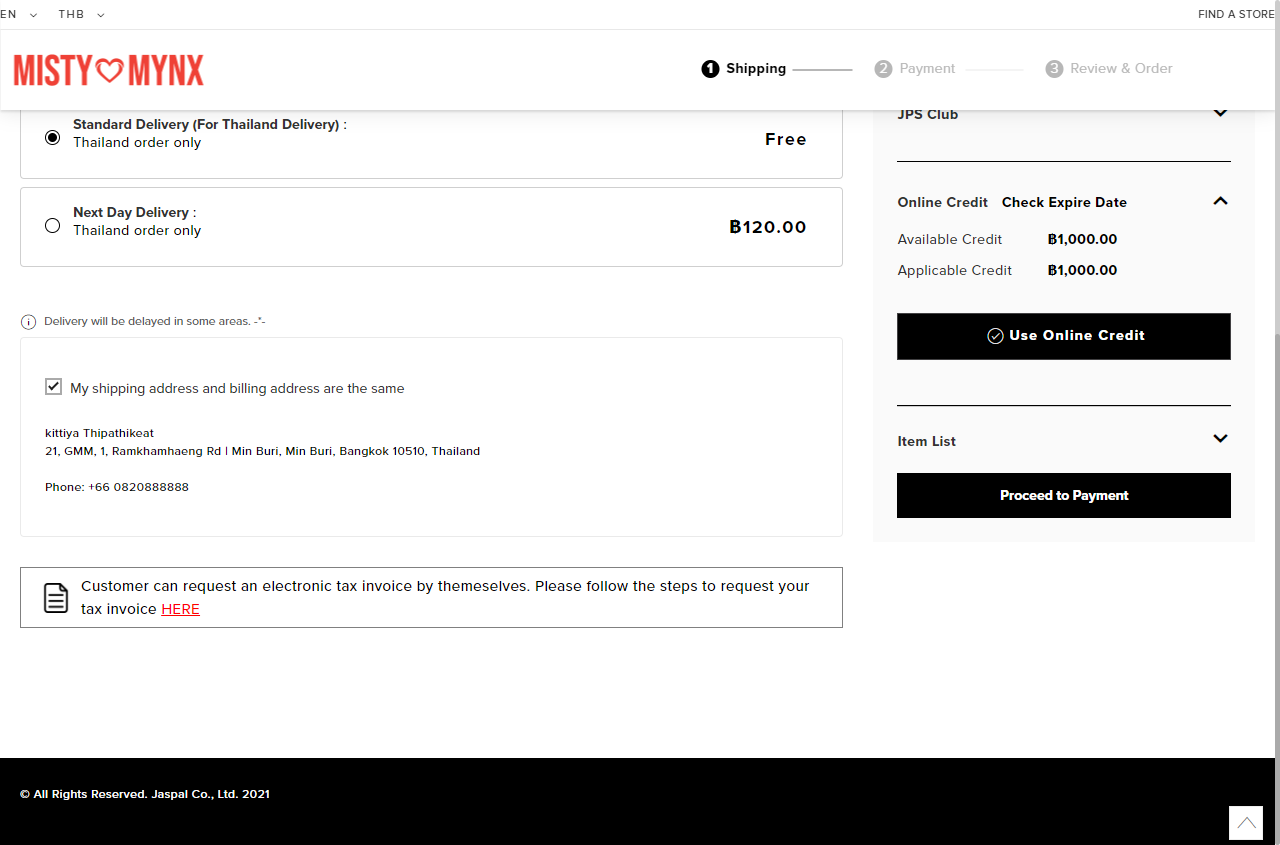 EN THB FIND A STORE
MISTY MYNX
1 Shipping 2 Payment 3 Review & Order
Standard Delivery (For Thailand Delivery) :
Thailand order only
Free
Next Day Delivery :
Thailand order only
฿120.00
Delivery will be delayed in some areas. -*-
My shipping address and billing address are the same
kittiya Thipathikeat
21, GMM, 1, Ramkhamhaeng Rd | Min Buri, Min Buri, Bangkok 10510, Thailand
Phone: +66 0820888888
Customer can request an electronic tax invoice by themeselves. Please follow the steps to request your
tax invoice HERE
JPS Club
Online Credit Check Expire Date
Available Credit ฿1,000.00
Applicable Credit ฿1,000.00
Use Online Credit
Item List
Proceed to Payment
© All Rights Reserved. Jaspal Co., Ltd. 2021